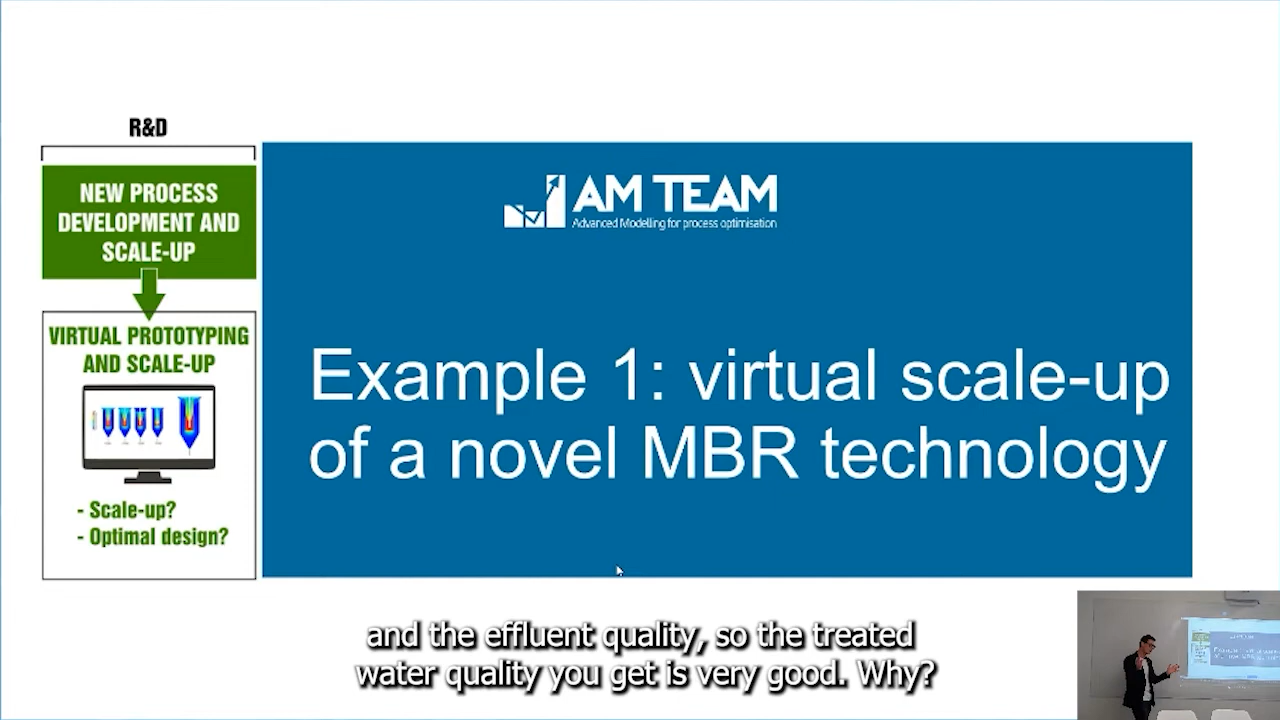 R&D
NEW PROCESS
DEVELOPMENT AND
SCALE-UP
VIRTUAL PROTOTYPING
AND SCALE-UP
- Scale-up?
- Optimal design?
AM TEAM
Advanced Modelling for process optimisation
Example 1: virtual scale-up
of a novel MBR technology
and the effluent quality, so the treated
water quality you get is very good. Why?